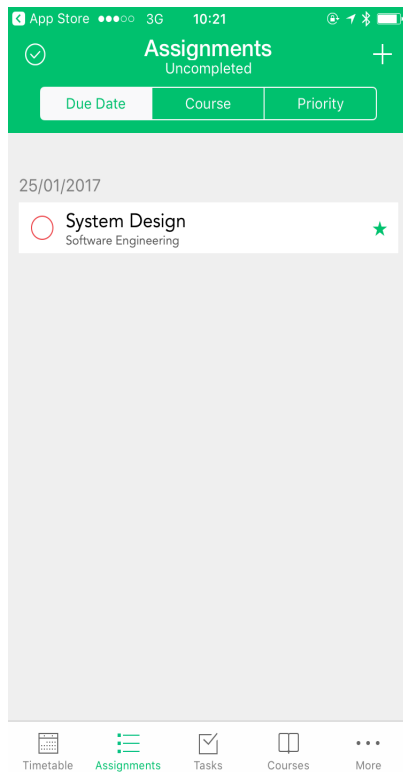 App Store 3G 10:21
Assignments
Uncompleted
Due Date Course Priority
25/01/2017
System Design
Software Engineering
Timetable Assignments Tasks Courses More